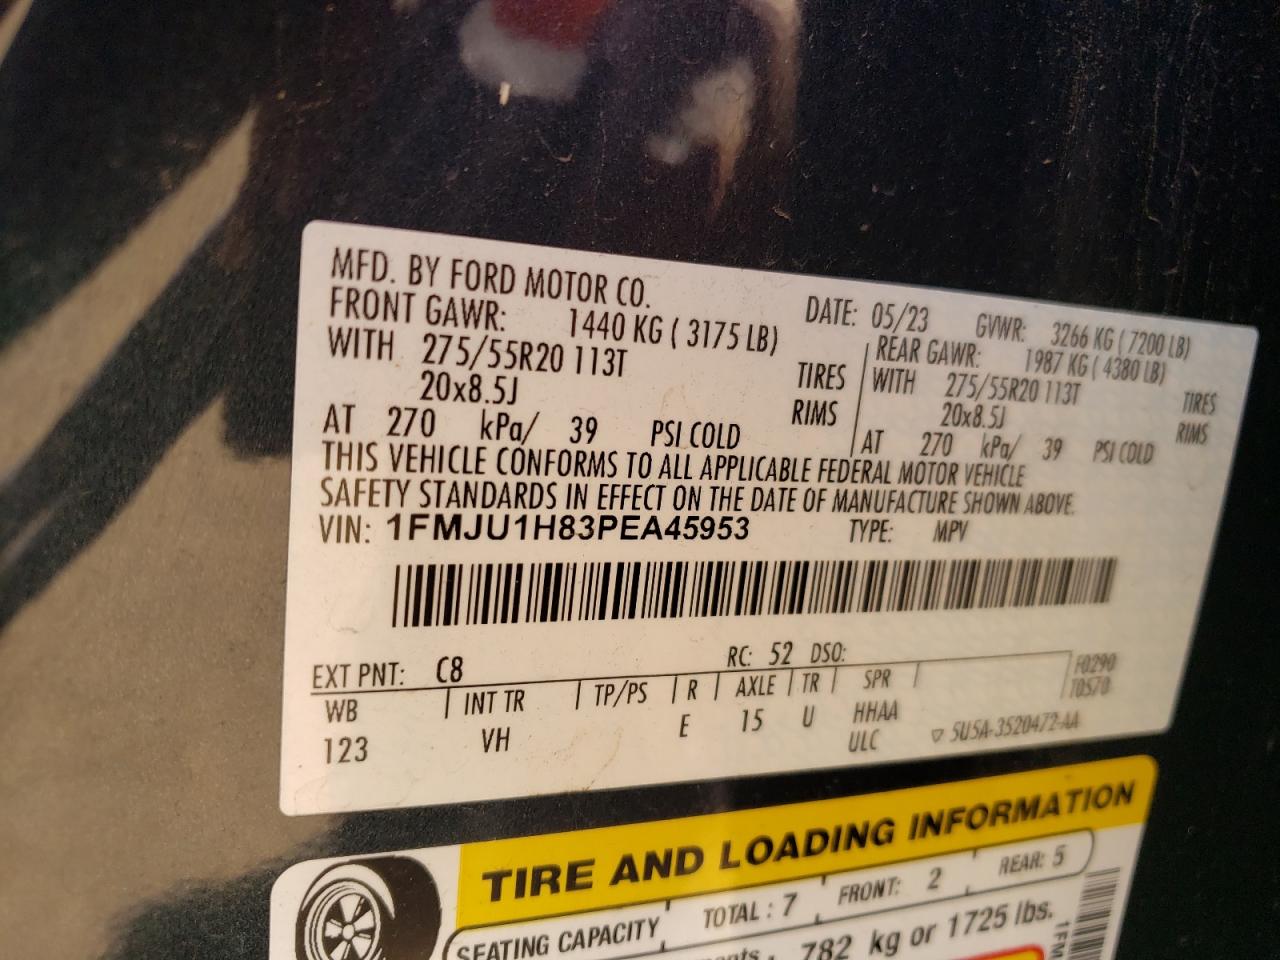 MFD. BY FORD MOTOR CO.
DATE: 05/23 GVWR: 3266 KG ( 7200 LB)
FRONT GAWR: 1440 KG ( 3175 LB)
REAR GAWR: 1987 KG ( 4380 LB)
WITH 275/55R20 113T TIRES
WITH 275/55R20 113T TIRES
20x8.5J RIMS
20x8.5J RIMS
AT 270 kPa/ 39 PSI COLD
AT 270 kPa/ 39 PSI COLD
THIS VEHICLE CONFORMS TO ALL APPLICABLE FEDERAL MOTOR VEHICLE
SAFETY STANDARDS IN EFFECT ON THE DATE OF MANUFACTURE SHOWN ABOVE.
VIN: 1FMJU1H83PEA45953 TYPE: MPV
EXT PNT: C8 RC: 52 DSO:
F0290
T0570
WB INT TR TP/PS R AXLE TR SPR
123 VH E 15 U HHAA
ULC 5U5A-3520472-AA
TIRE AND LOADING INFORMATION
SEATING CAPACITY TOTAL : 7 FRONT: 2 REAR: 5
782 kg or 1725 lbs.
1FM